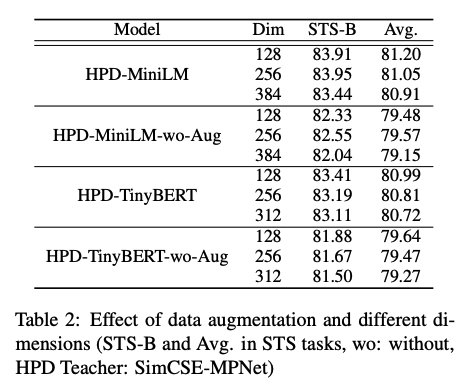 Model Dim STS-B Avg.
128 83.91 81.20
HPD-MiniLM 256 83.95 81.05
384 83.44 80.91
128 82.33 79.48
HPD-MiniLM-wo-Aug 256 82.55 79.57
384 82.04 79.15
128 83.41 80.99
HPD-TinyBERT 256 83.19 80.81
312 83.11 80.72
128 81.88 79.64
HPD-TinyBERT-wo-Aug 256 81.67 79.47
312 81.50 79.27
Table 2: Effect of data augmentation and different di-
mensions (STS-B and Avg. in STS tasks, wo: without,
HPD Teacher: SimCSE-MPNet)